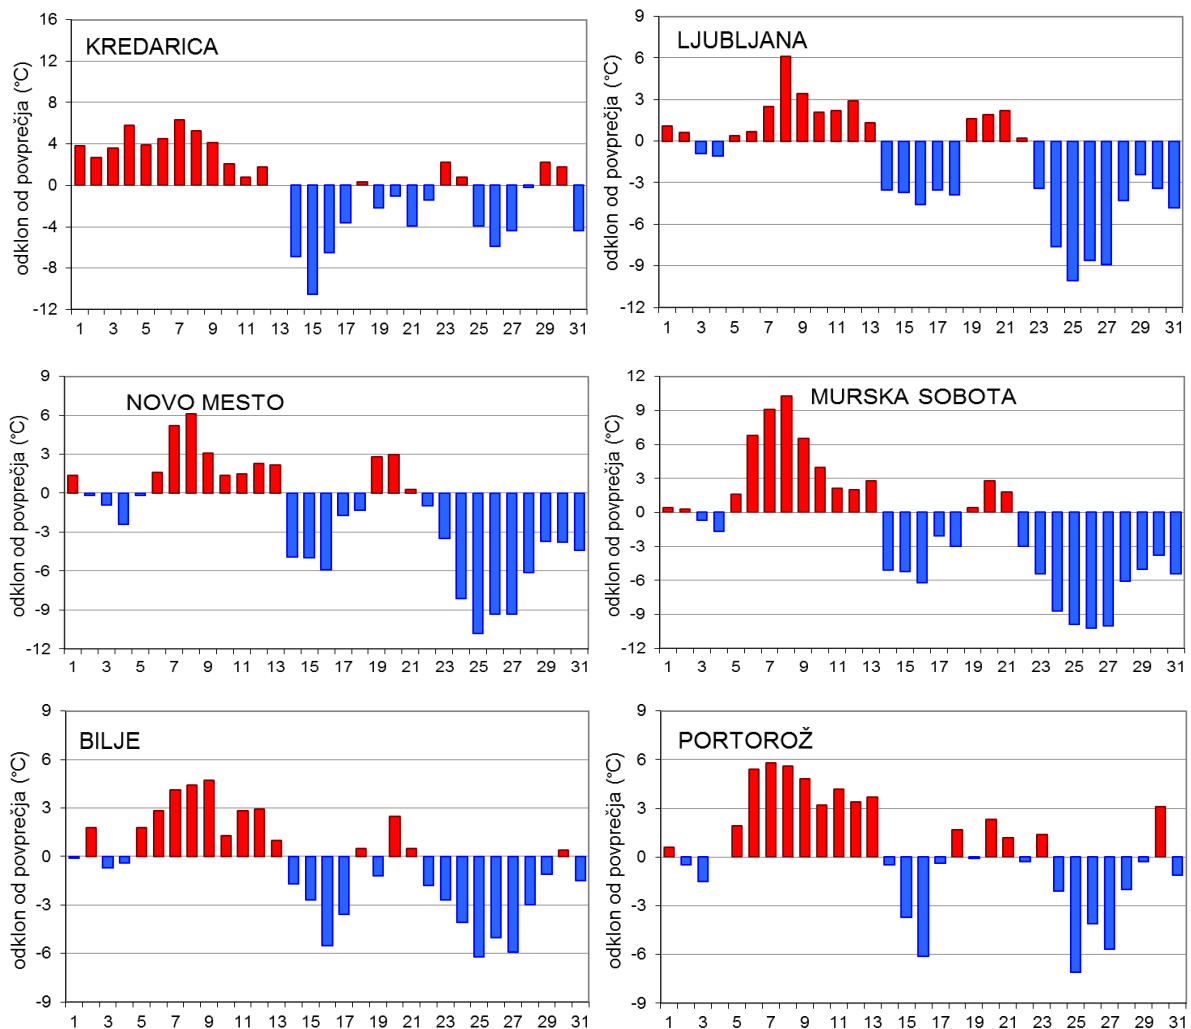 KREDARICA
odklon od povprečja (°C)
16
12
8
4
0
-4
-8
-12
1 3 5 7 9 11 13 15 17 19 21 23 25 27 29 31
LJUBLJANA
odklon od povprečja (°C)
9
6
3
0
-3
-6
-9
-12
1 3 5 7 9 11 13 15 17 19 21 23 25 27 29 31
NOVO MESTO
odklon od povprečja (°C)
9
6
3
0
-3
-6
-9
-12
1 3 5 7 9 11 13 15 17 19 21 23 25 27 29 31
MURSKA SOBOTA
odklon od povprečja (°C)
12
9
6
3
0
-3
-6
-9
-12
1 3 5 7 9 11 13 15 17 19 21 23 25 27 29 31
BILJE
odklon od povprečja (°C)
9
6
3
0
-3
-6
-9
1 3 5 7 9 11 13 15 17 19 21 23 25 27 29 31
PORTOROŽ
odklon od povprečja (°C)
9
6
3
0
-3
-6
-9
1 3 5 7 9 11 13 15 17 19 21 23 25 27 29 31